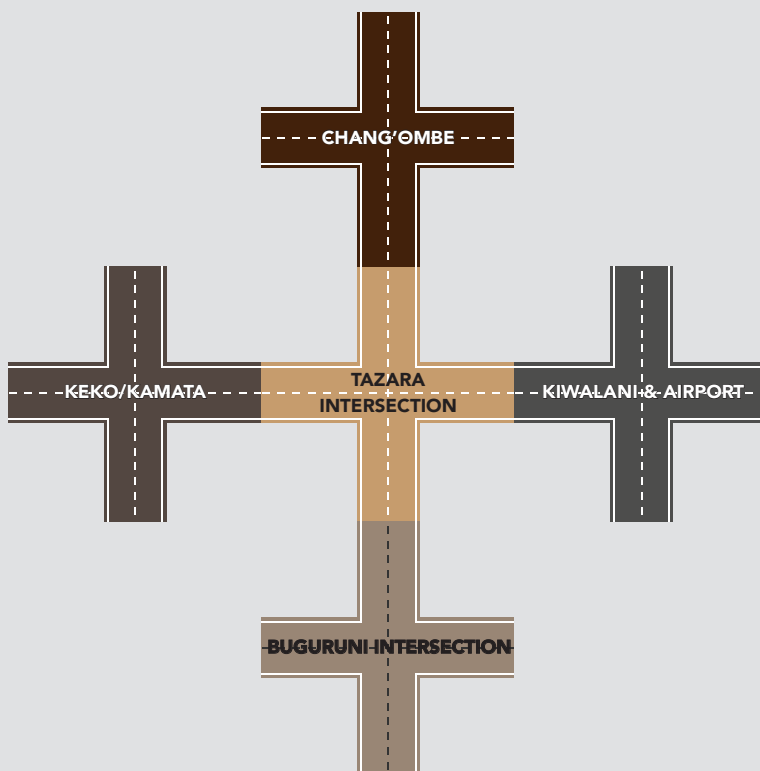 CHANG'OMBE
KEKO/KAMATA
TAZARA
INTERSECTION
KIWALANI & AIRPORT
BUGURUNI INTERSECTION